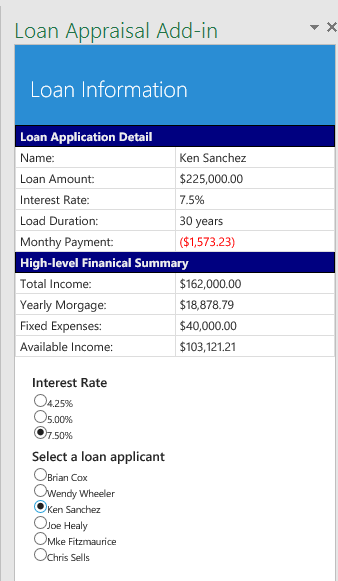 Loan Appraisal Add-in
Loan Information
Loan Application Detail
Name: Ken Sanchez
Loan Amount: $225,000.00
Interest Rate: 7.5%
Load Duration: 30 years
Monthy Payment: ($1,573.23)
High-level Finanical Summary
Total Income: $162,000.00
Yearly Morgage: $18,878.79
Fixed Expenses: $40,000.00
Available Income: $103,121.21
Interest Rate
4.25%
5.00%
7.50%
Select a loan applicant
Brian Cox
Wendy Wheeler
Ken Sanchez
Joe Healy
Mke Fitzmaurice
Chris Sells